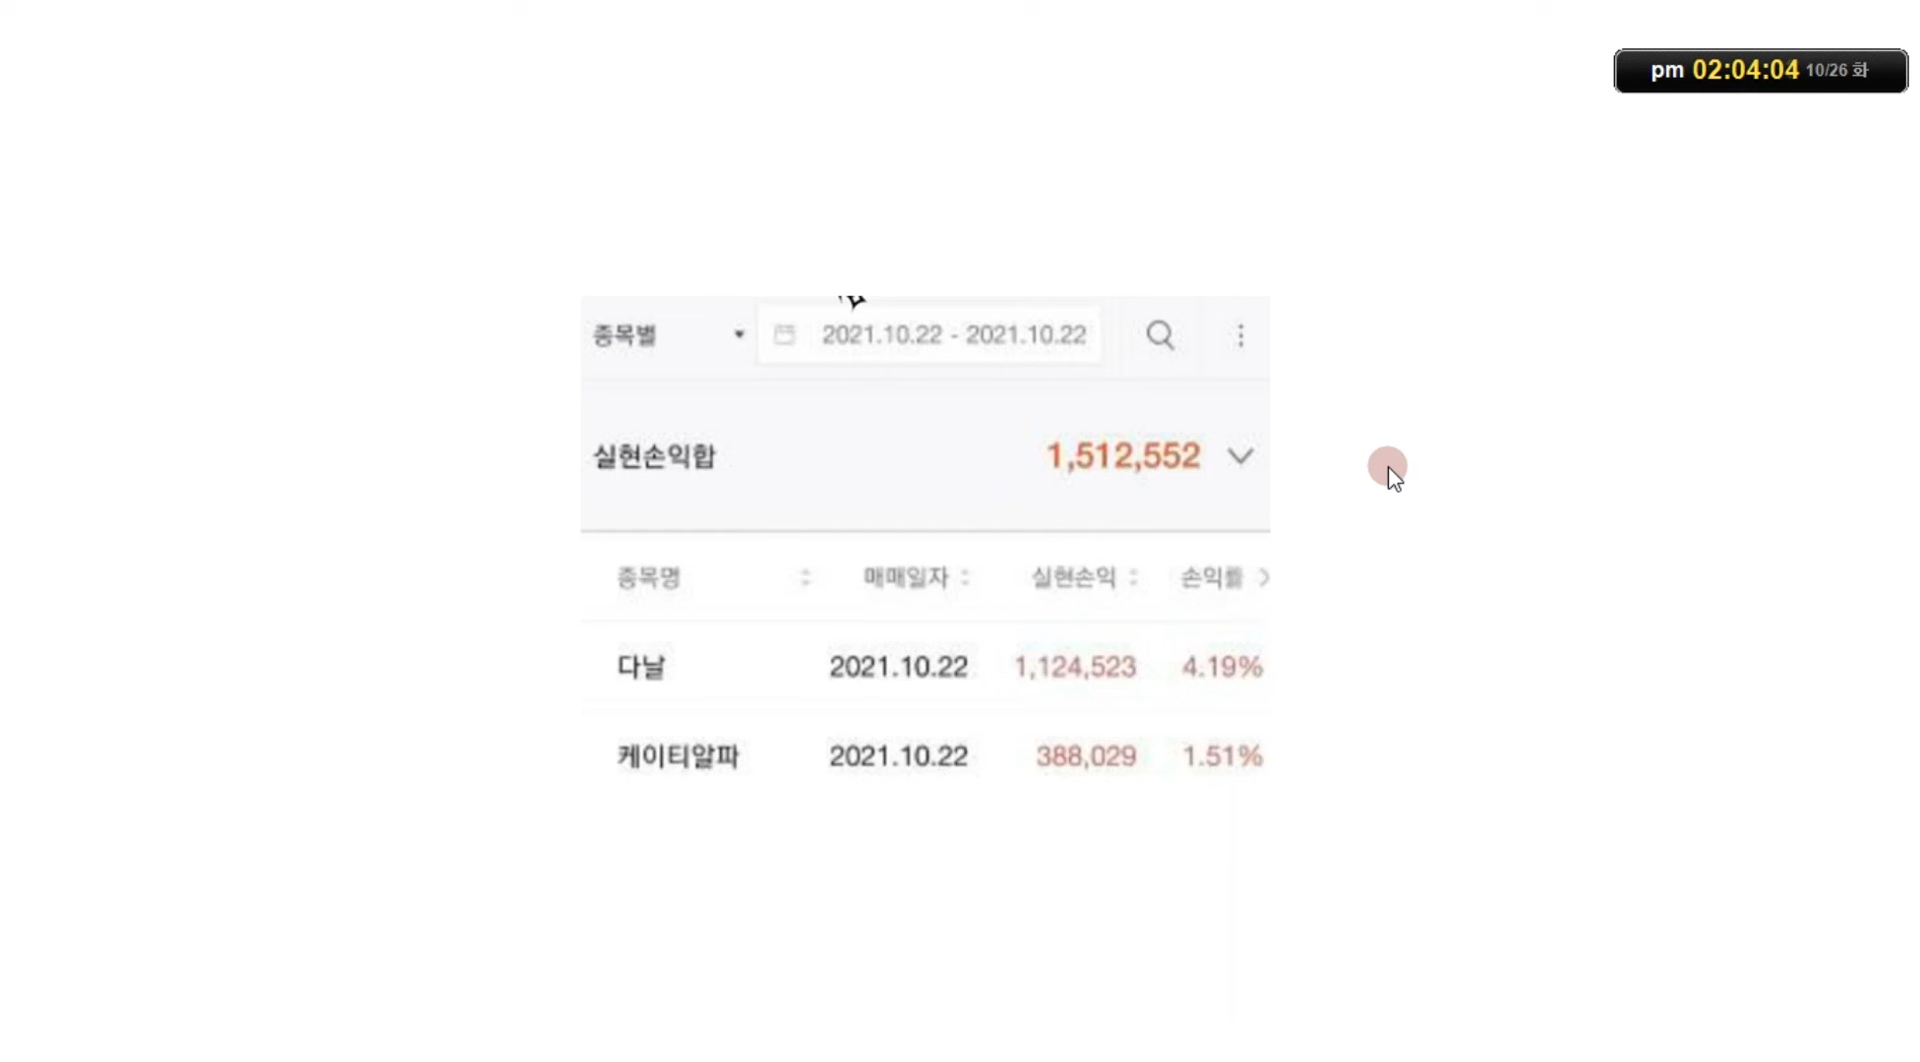 pm 02:04:04 10/26 화
종목별 2021.10.22 - 2021.10.22
실현손익합 1,512,552
종목명 매매일자 실현손익 손익률
다날 2021.10.22 1,124,523 4.19%
케이티알파 2021.10.22 388,029 1.51%